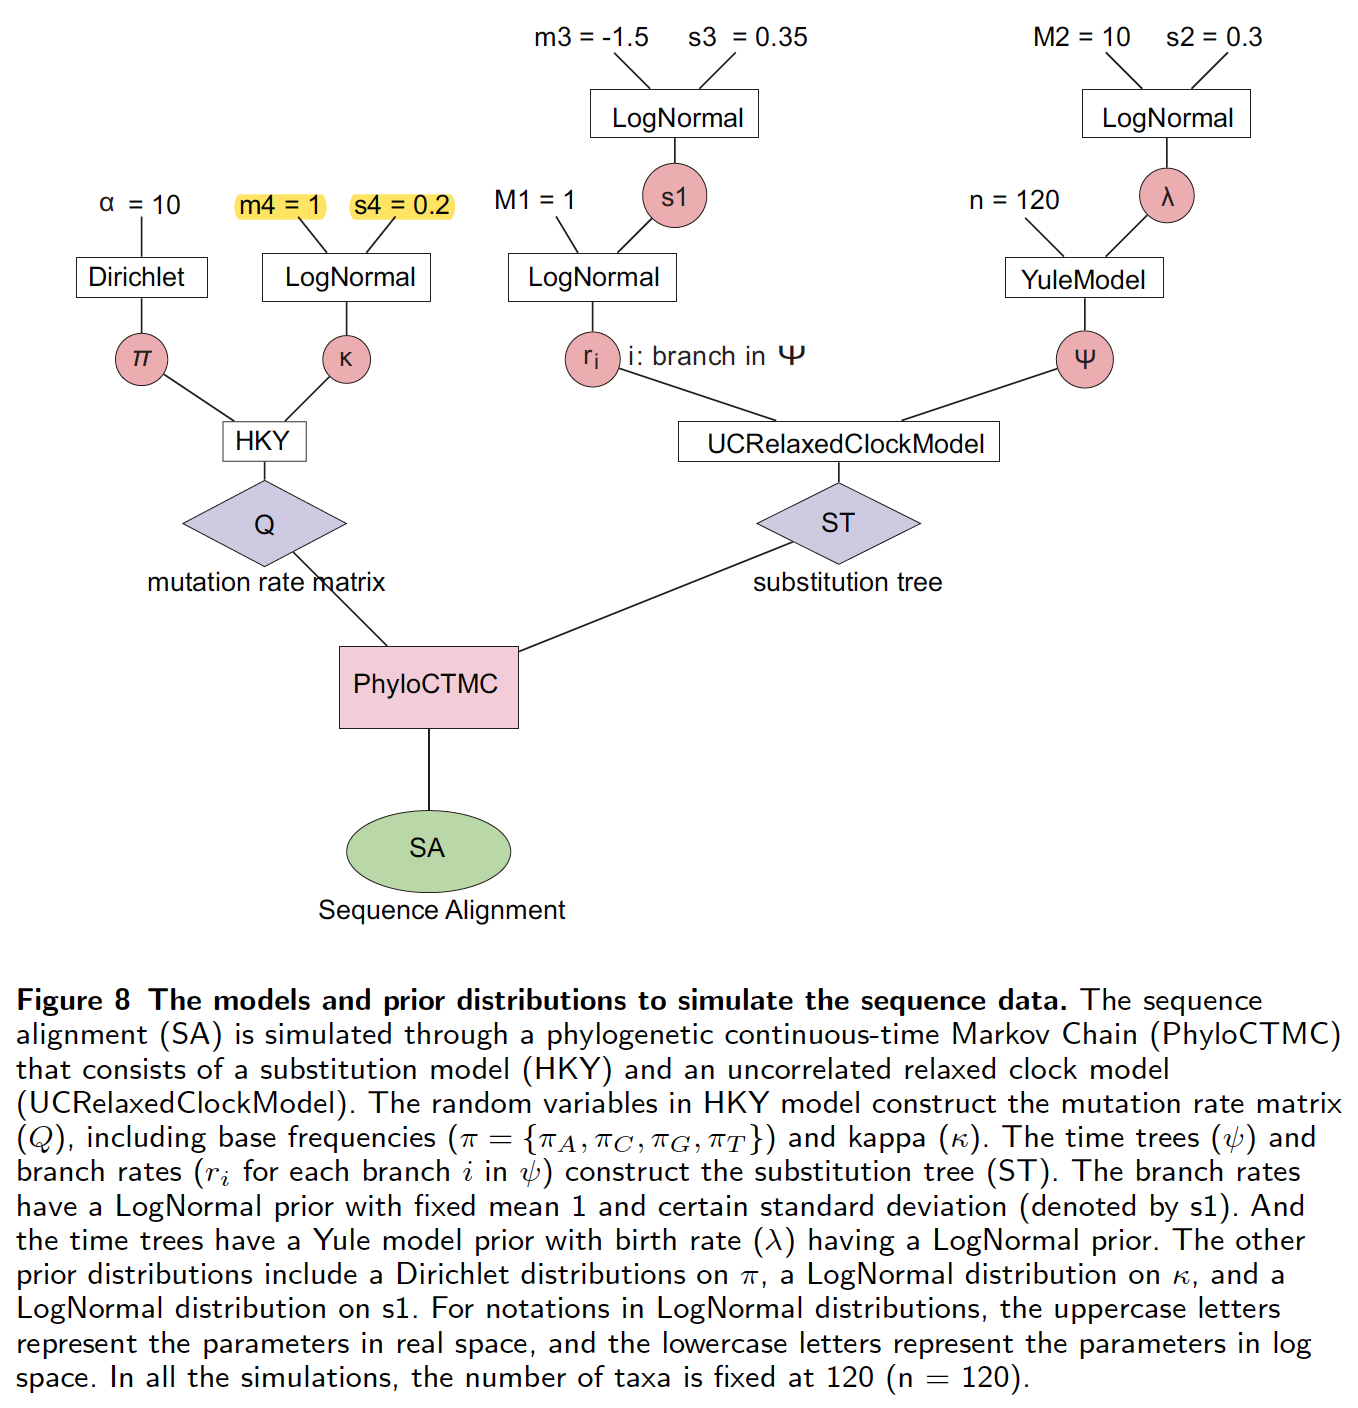 m3 = -1.5 s3 = 0.35
M2 = 10 s2 = 0.3
LogNormal
LogNormal
α = 10
m4 = 1 s4 = 0.2
M1 = 1
s1
n = 120
λ
Dirichlet
LogNormal
LogNormal
YuleModel
π
κ
ri i: branch in Ψ
Ψ
HKY
UCRelaxedClockModel
Q
ST
mutation rate matrix
substitution tree
PhyloCTMC
SA
Sequence Alignment
Figure 8 The models and prior distributions to simulate the sequence data. The sequence
alignment (SA) is simulated through a phylogenetic continuous-time Markov Chain (PhyloCTMC)
that consists of a substitution model (HKY) and an uncorrelated relaxed clock model
(UCRelaxedClockModel). The random variables in HKY model construct the mutation rate matrix
(Q), including base frequencies (π = {πA, πC, πG, πT}) and kappa (κ). The time trees (ψ) and
branch rates (ri for each branch i in ψ) construct the substitution tree (ST). The branch rates
have a LogNormal prior with fixed mean 1 and certain standard deviation (denoted by s1). And
the time trees have a Yule model prior with birth rate (λ) having a LogNormal prior. The other
prior distributions include a Dirichlet distributions on π, a LogNormal distribution on κ, and a
LogNormal distribution on s1. For notations in LogNormal distributions, the uppercase letters
represent the parameters in real space, and the lowercase letters represent the parameters in log
space. In all the simulations, the number of taxa is fixed at 120 (n = 120).